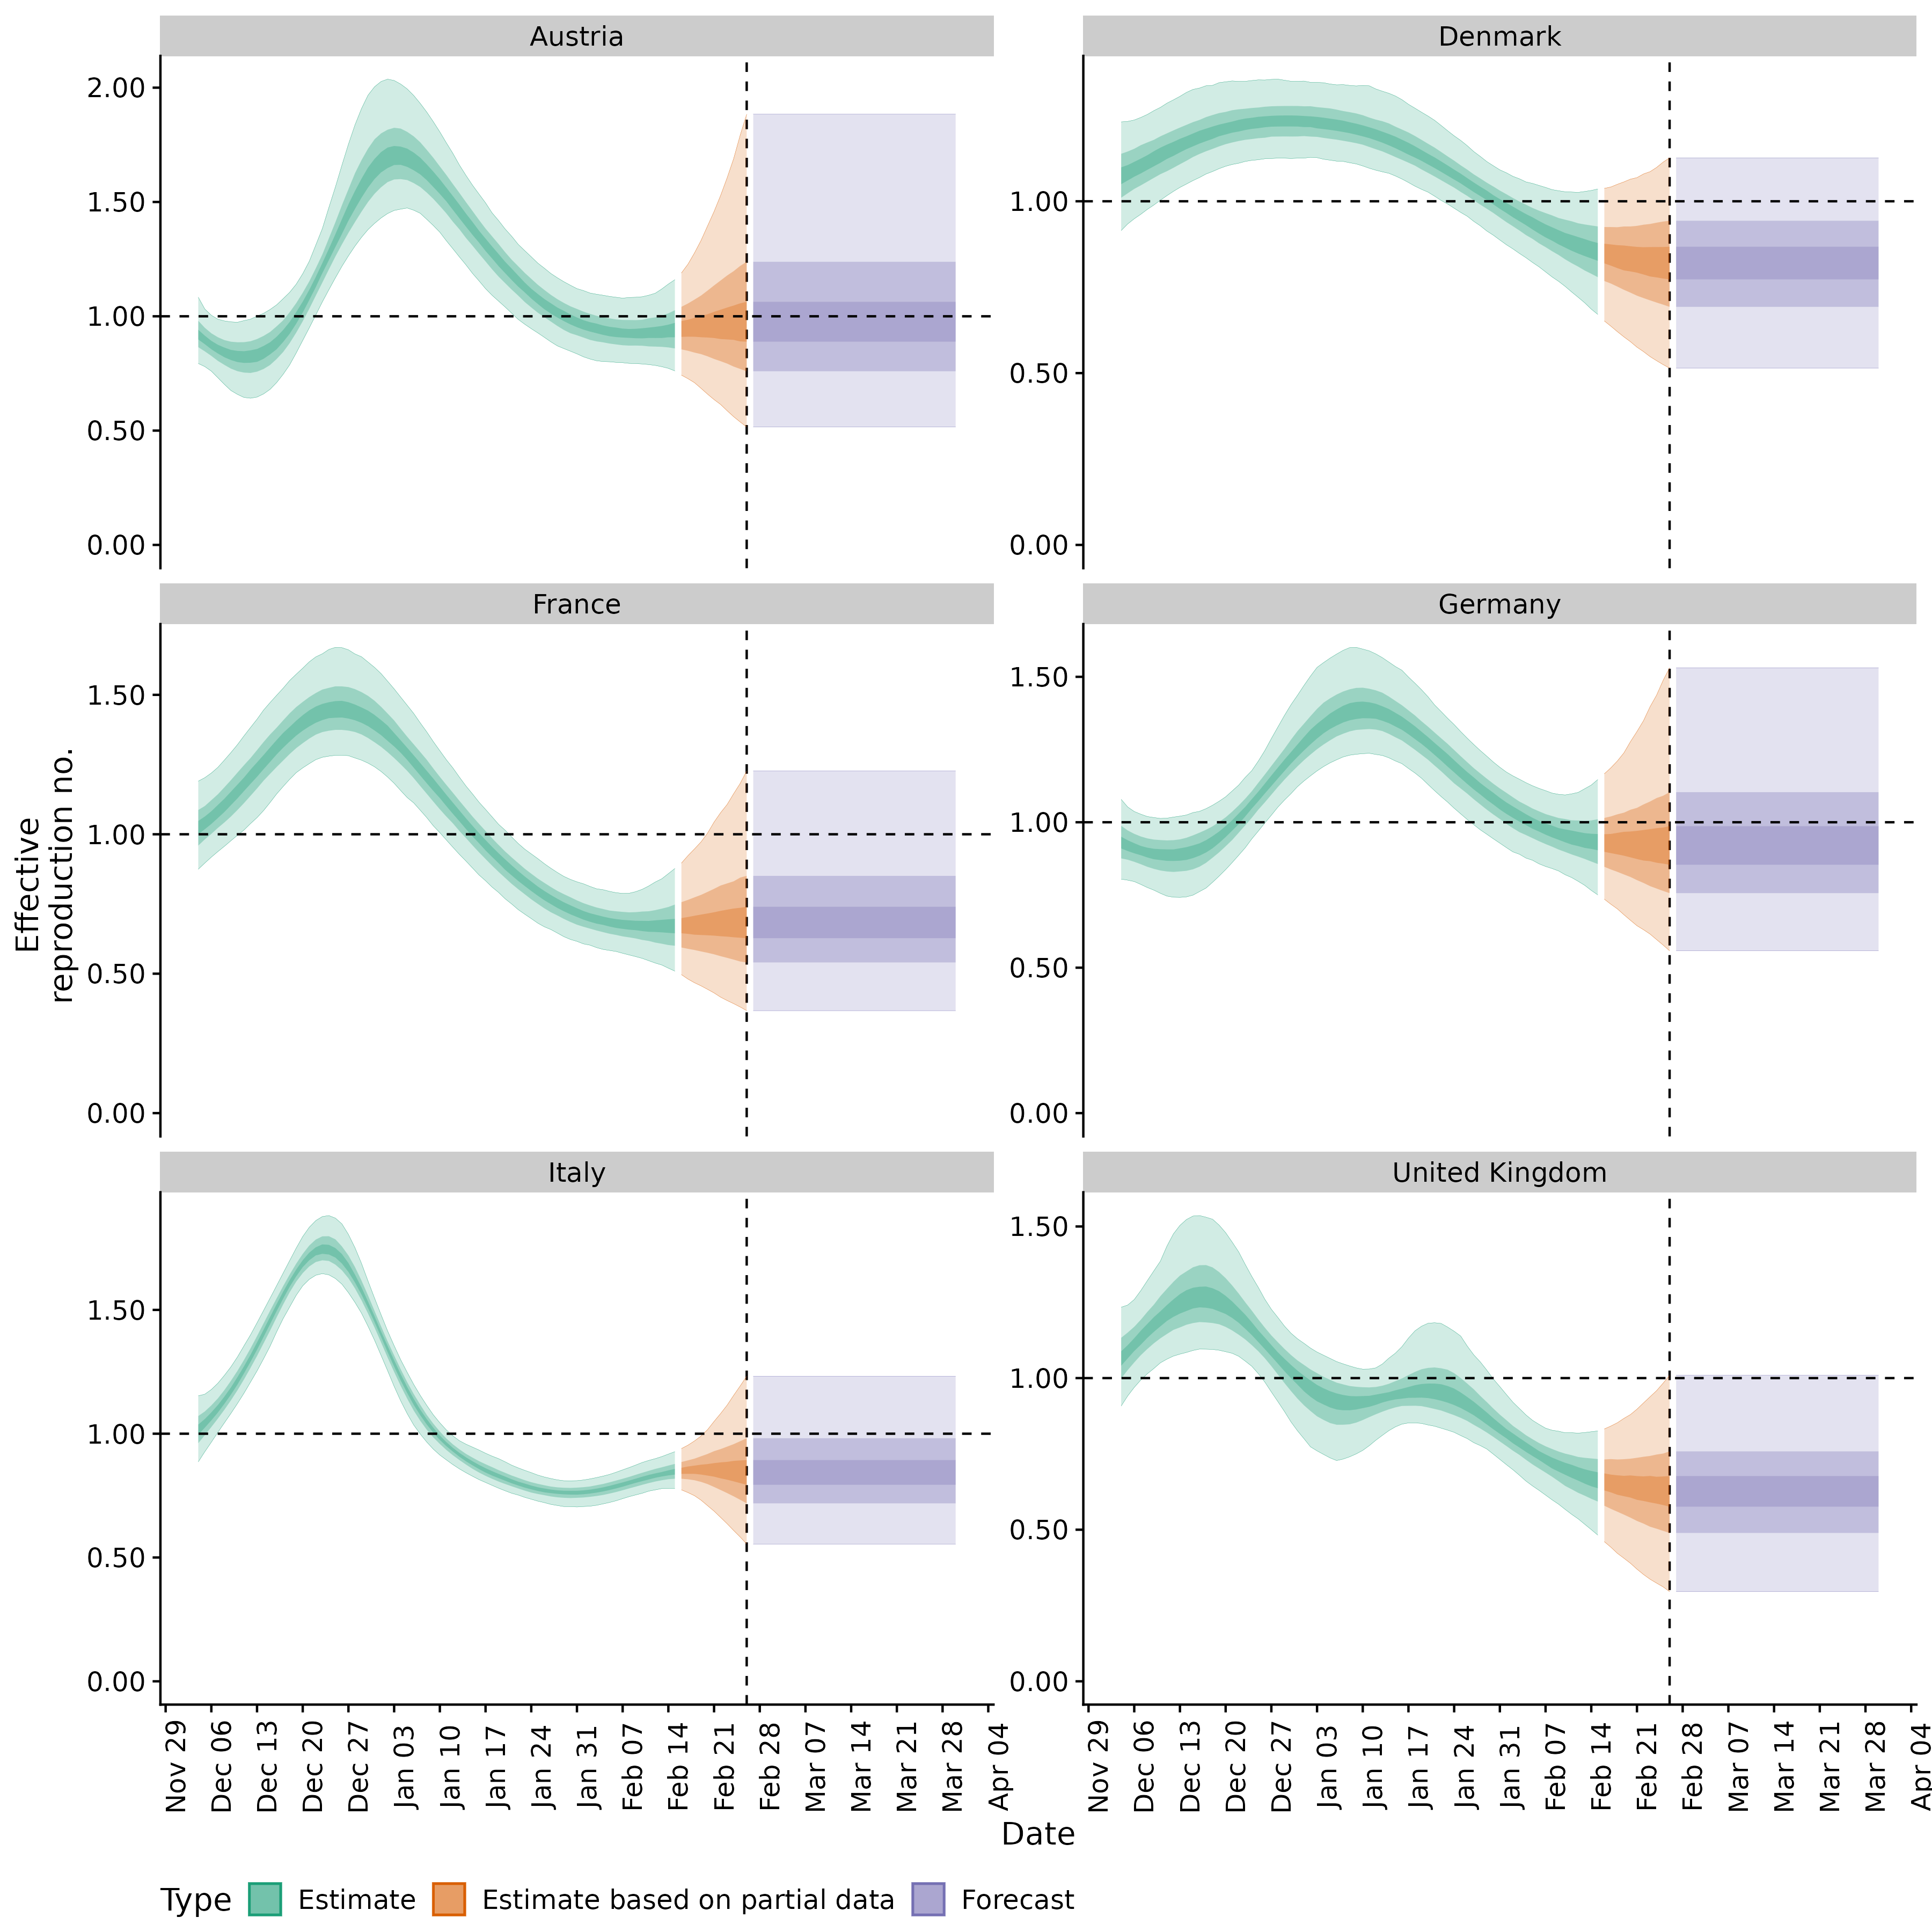 Austria
Denmark
2.00
1.50
1.00
0.50
0.00
1.00
0.50
0.00
France
Germany
1.50
1.00
0.50
0.00
1.50
1.00
0.50
0.00
Italy
United Kingdom
1.50
1.00
0.50
0.00
1.50
1.00
0.50
0.00
Effective
reproduction no.
Nov 29
Dec 06
Dec 13
Dec 20
Dec 27
Jan 03
Jan 10
Jan 17
Jan 24
Jan 31
Feb 07
Feb 14
Feb 21
Feb 28
Mar 07
Mar 14
Mar 21
Mar 28
Apr 04
Nov 29
Dec 06
Dec 13
Dec 20
Dec 27
Jan 03
Jan 10
Jan 17
Jan 24
Jan 31
Feb 07
Feb 14
Feb 21
Feb 28
Mar 07
Mar 14
Mar 21
Mar 28
Apr 04
Date
Type Estimate Estimate based on partial data Forecast